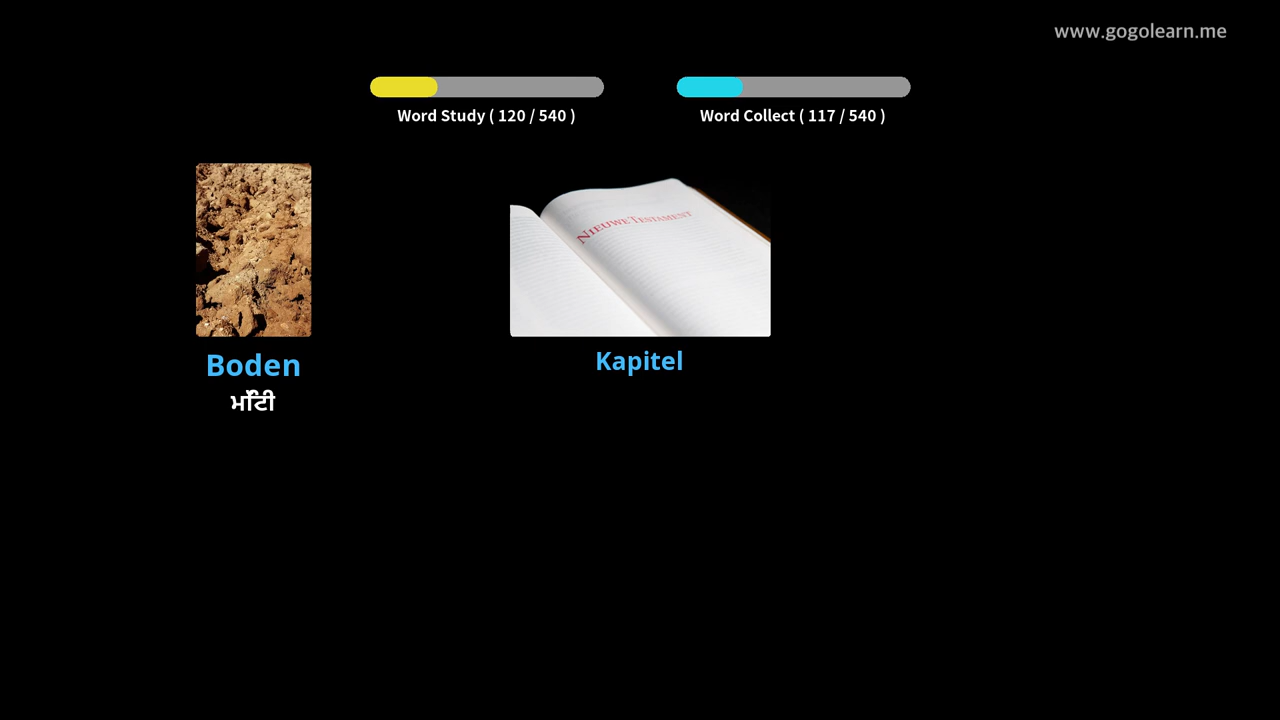 www.gogolearn.me
Word Study ( 120 / 540 )
Word Collect ( 117 / 540 )
NIEUWE TESTAMENT
Boden
ਮਿੱਟੀ
Kapitel